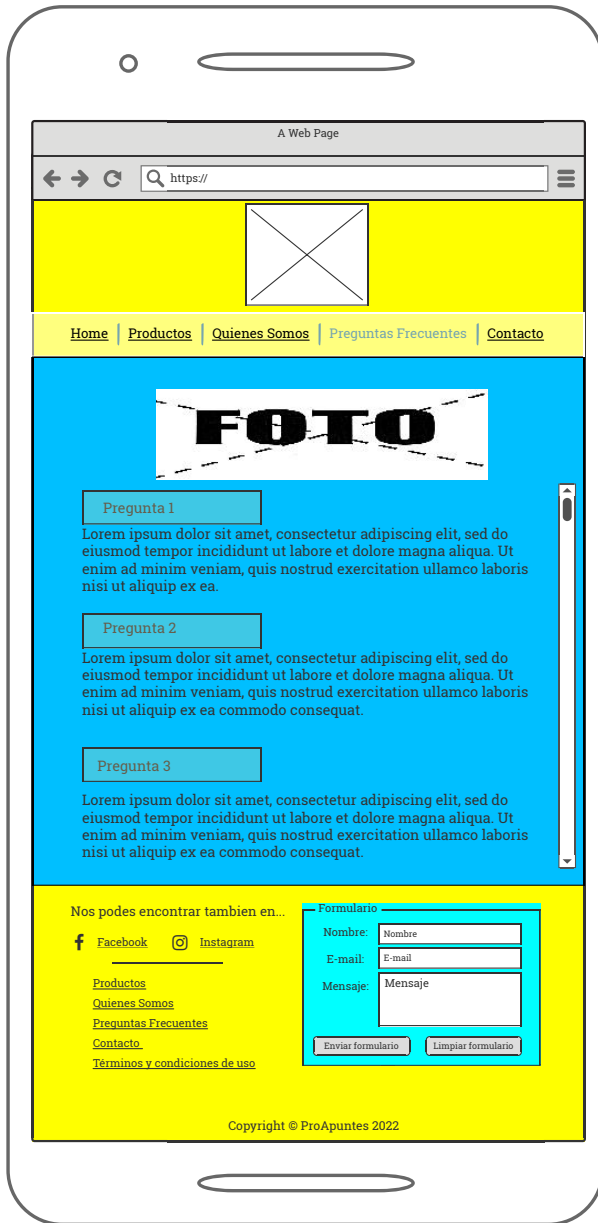 A Web Page
https://
Home Productos Quienes Somos Preguntas Frecuentes Contacto
FOTO
Pregunta 1
Lorem ipsum dolor sit amet, consectetur adipiscing elit, sed do
eiusmod tempor incididunt ut labore et dolore magna aliqua. Ut
enim ad minim veniam, quis nostrud exercitation ullamco laboris
nisi ut aliquip ex ea.
Pregunta 2
Lorem ipsum dolor sit amet, consectetur adipiscing elit, sed do
eiusmod tempor incididunt ut labore et dolore magna aliqua. Ut
enim ad minim veniam, quis nostrud exercitation ullamco laboris
nisi ut aliquip ex ea commodo consequat.
Pregunta 3
Lorem ipsum dolor sit amet, consectetur adipiscing elit, sed do
eiusmod tempor incididunt ut labore et dolore magna aliqua. Ut
enim ad minim veniam, quis nostrud exercitation ullamco laboris
nisi ut aliquip ex ea commodo consequat.
Nos podes encontrar tambien en...
Facebook Instagram
Productos
Quienes Somos
Preguntas Frecuentes
Contacto
Términos y condiciones de uso
Formulario
Nombre: Nombre
E-mail: E-mail
Mensaje: Mensaje
Enviar formulario Limpiar formulario
Copyright © ProApuntes 2022